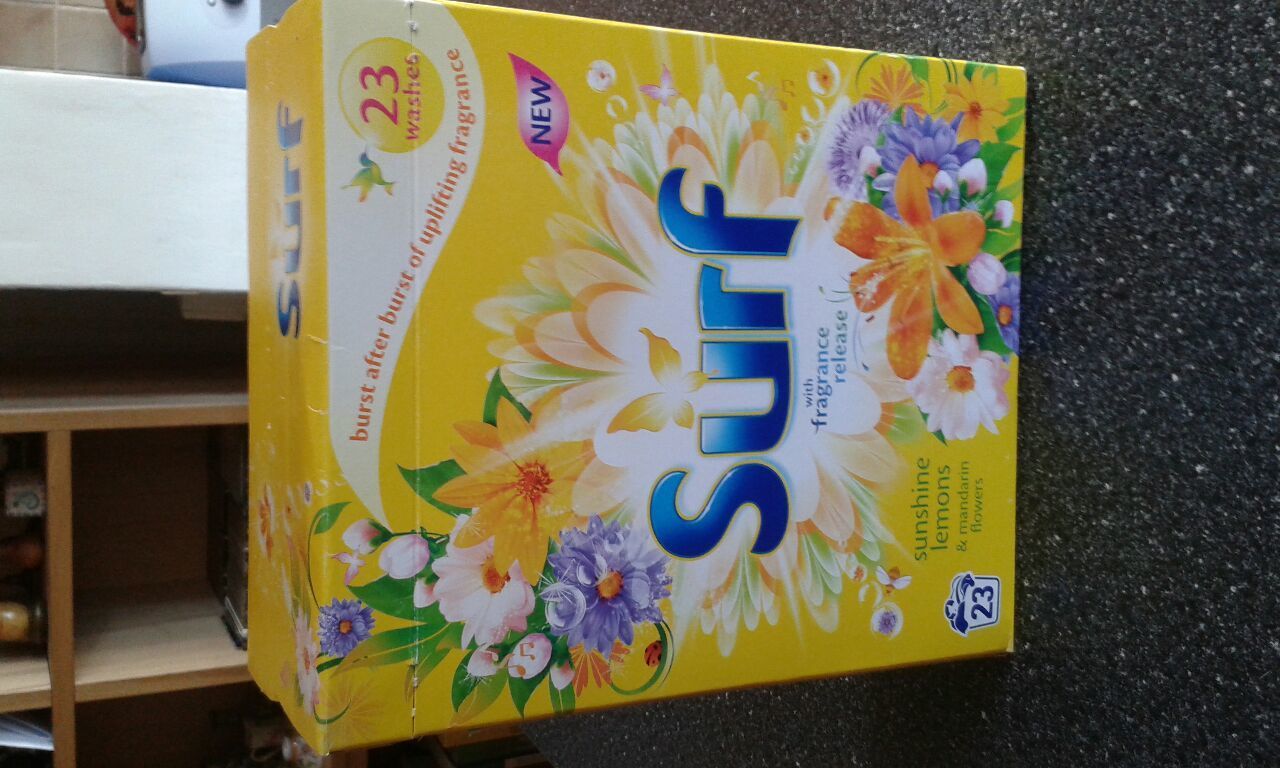 Surf
23
washes
burst after burst of uplifting fragrance
NEW
Surf
with
fragrance
release
sunshine
lemons
& mandarin
flowers
23